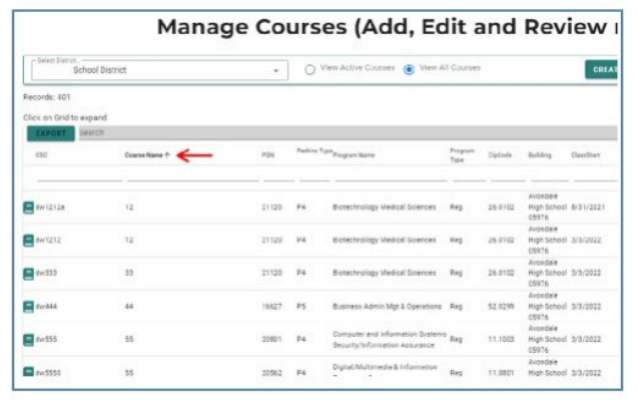 Manage Courses (Add, Edit and Review
Select District...
School District
View Active Courses
View All Courses
CREAT
Records: 401
Click on Grid to expand
EXPORT
search
CSC Course Name ↑ PSN Position Type Program Name Program Type CipCode Building ClassStart
dw1212a 12 21120 P4 Biotechnology Medical Sciences Reg 26.0102 Avondale High School 05976 8/31/2021
dw1212 12 21120 P4 Biotechnology Medical Sciences Reg 26.0102 Avondale High School 05976 3/3/2022
dw333 33 21120 P4 Biotechnology Medical Sciences Reg 26.0102 Avondale High School 05976 3/3/2022
dw444 44 16627 P5 Business Admin Mgt & Operations Reg 52.0299 Avondale High School 05976 3/3/2022
dw555 55 20801 P4 Computer and Information Systems Security/Information Assurance Reg 11.1003 Avondale High School 05976 3/3/2022
dw5555 55 20562 P4 Digital/Multimedia & Information Reg 11.0801 Avondale High School 3/3/2022